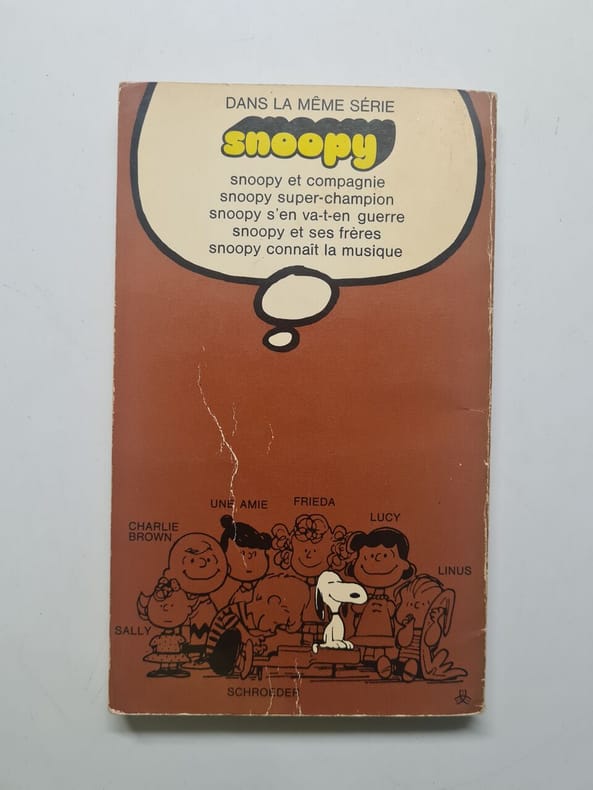 DANS LA MÊME SÉRIE
snoopy
snoopy et compagnie
snoopy super-champion
snoopy s'en va-t-en guerre
snoopy et ses frères
snoopy connaît la musique
UNE AMIE
FRIEDA
LUCY
CHARLIE
BROWN
LINUS
SALLY
SCHROEDER